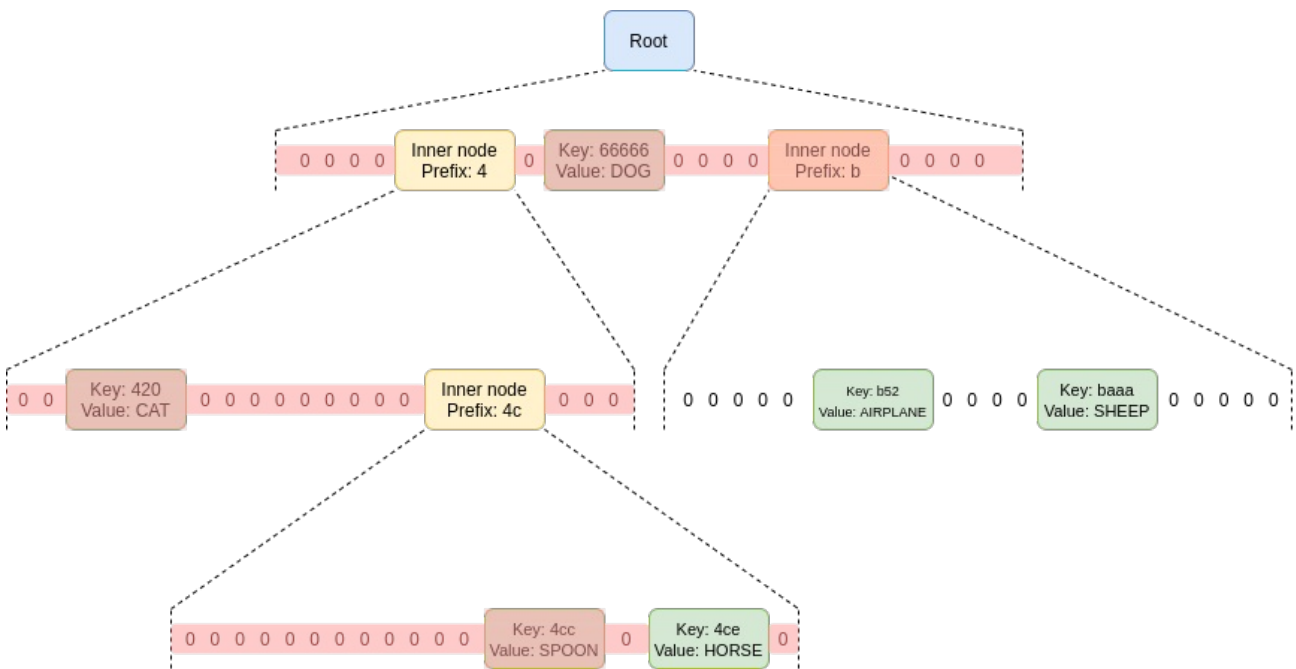 Root
0 0 0 0
Inner node
Prefix: 4
0
Key: 66666
Value: DOG
0 0 0 0
Inner node
Prefix: b
0 0 0 0
0 0
Key: 420
Value: CAT
0 0 0 0 0 0 0 0 0
Inner node
Prefix: 4c
0 0 0
0 0 0 0 0
Key: b52
Value: AIRPLANE
0 0 0 0
Key: baaa
Value: SHEEP
0 0 0 0 0
0 0 0 0 0 0 0 0 0 0 0 0
Key: 4cc
Value: SPOON
0
Key: 4ce
Value: HORSE
0